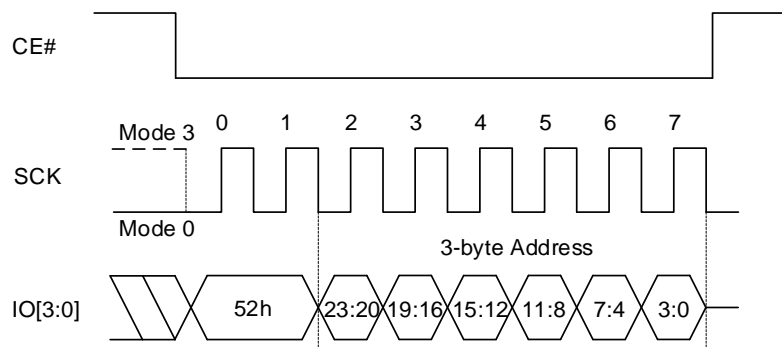 CE#
0 1 2 3 4 5 6 7
Mode 3
SCK
Mode 0
3-byte Address
IO[3:0]
52h 23:20 19:16 15:12 11:8 7:4 3:0